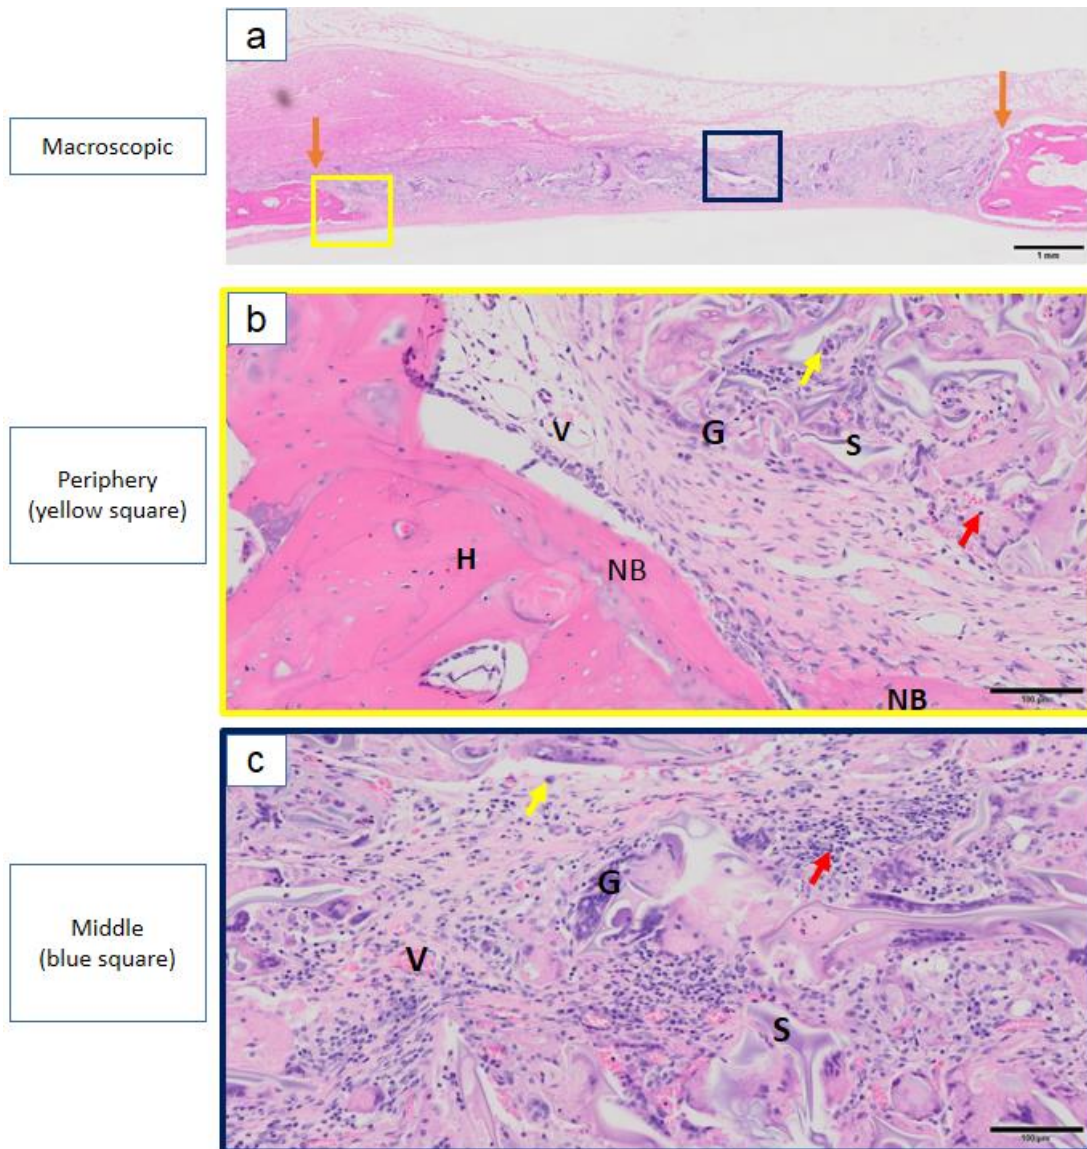 a
Macroscopic
1 mm
b
V
G
S
Periphery
(yellow square)
H
NB
NB
100 µm
c
G
Middle
(blue square)
V
S
100 µm